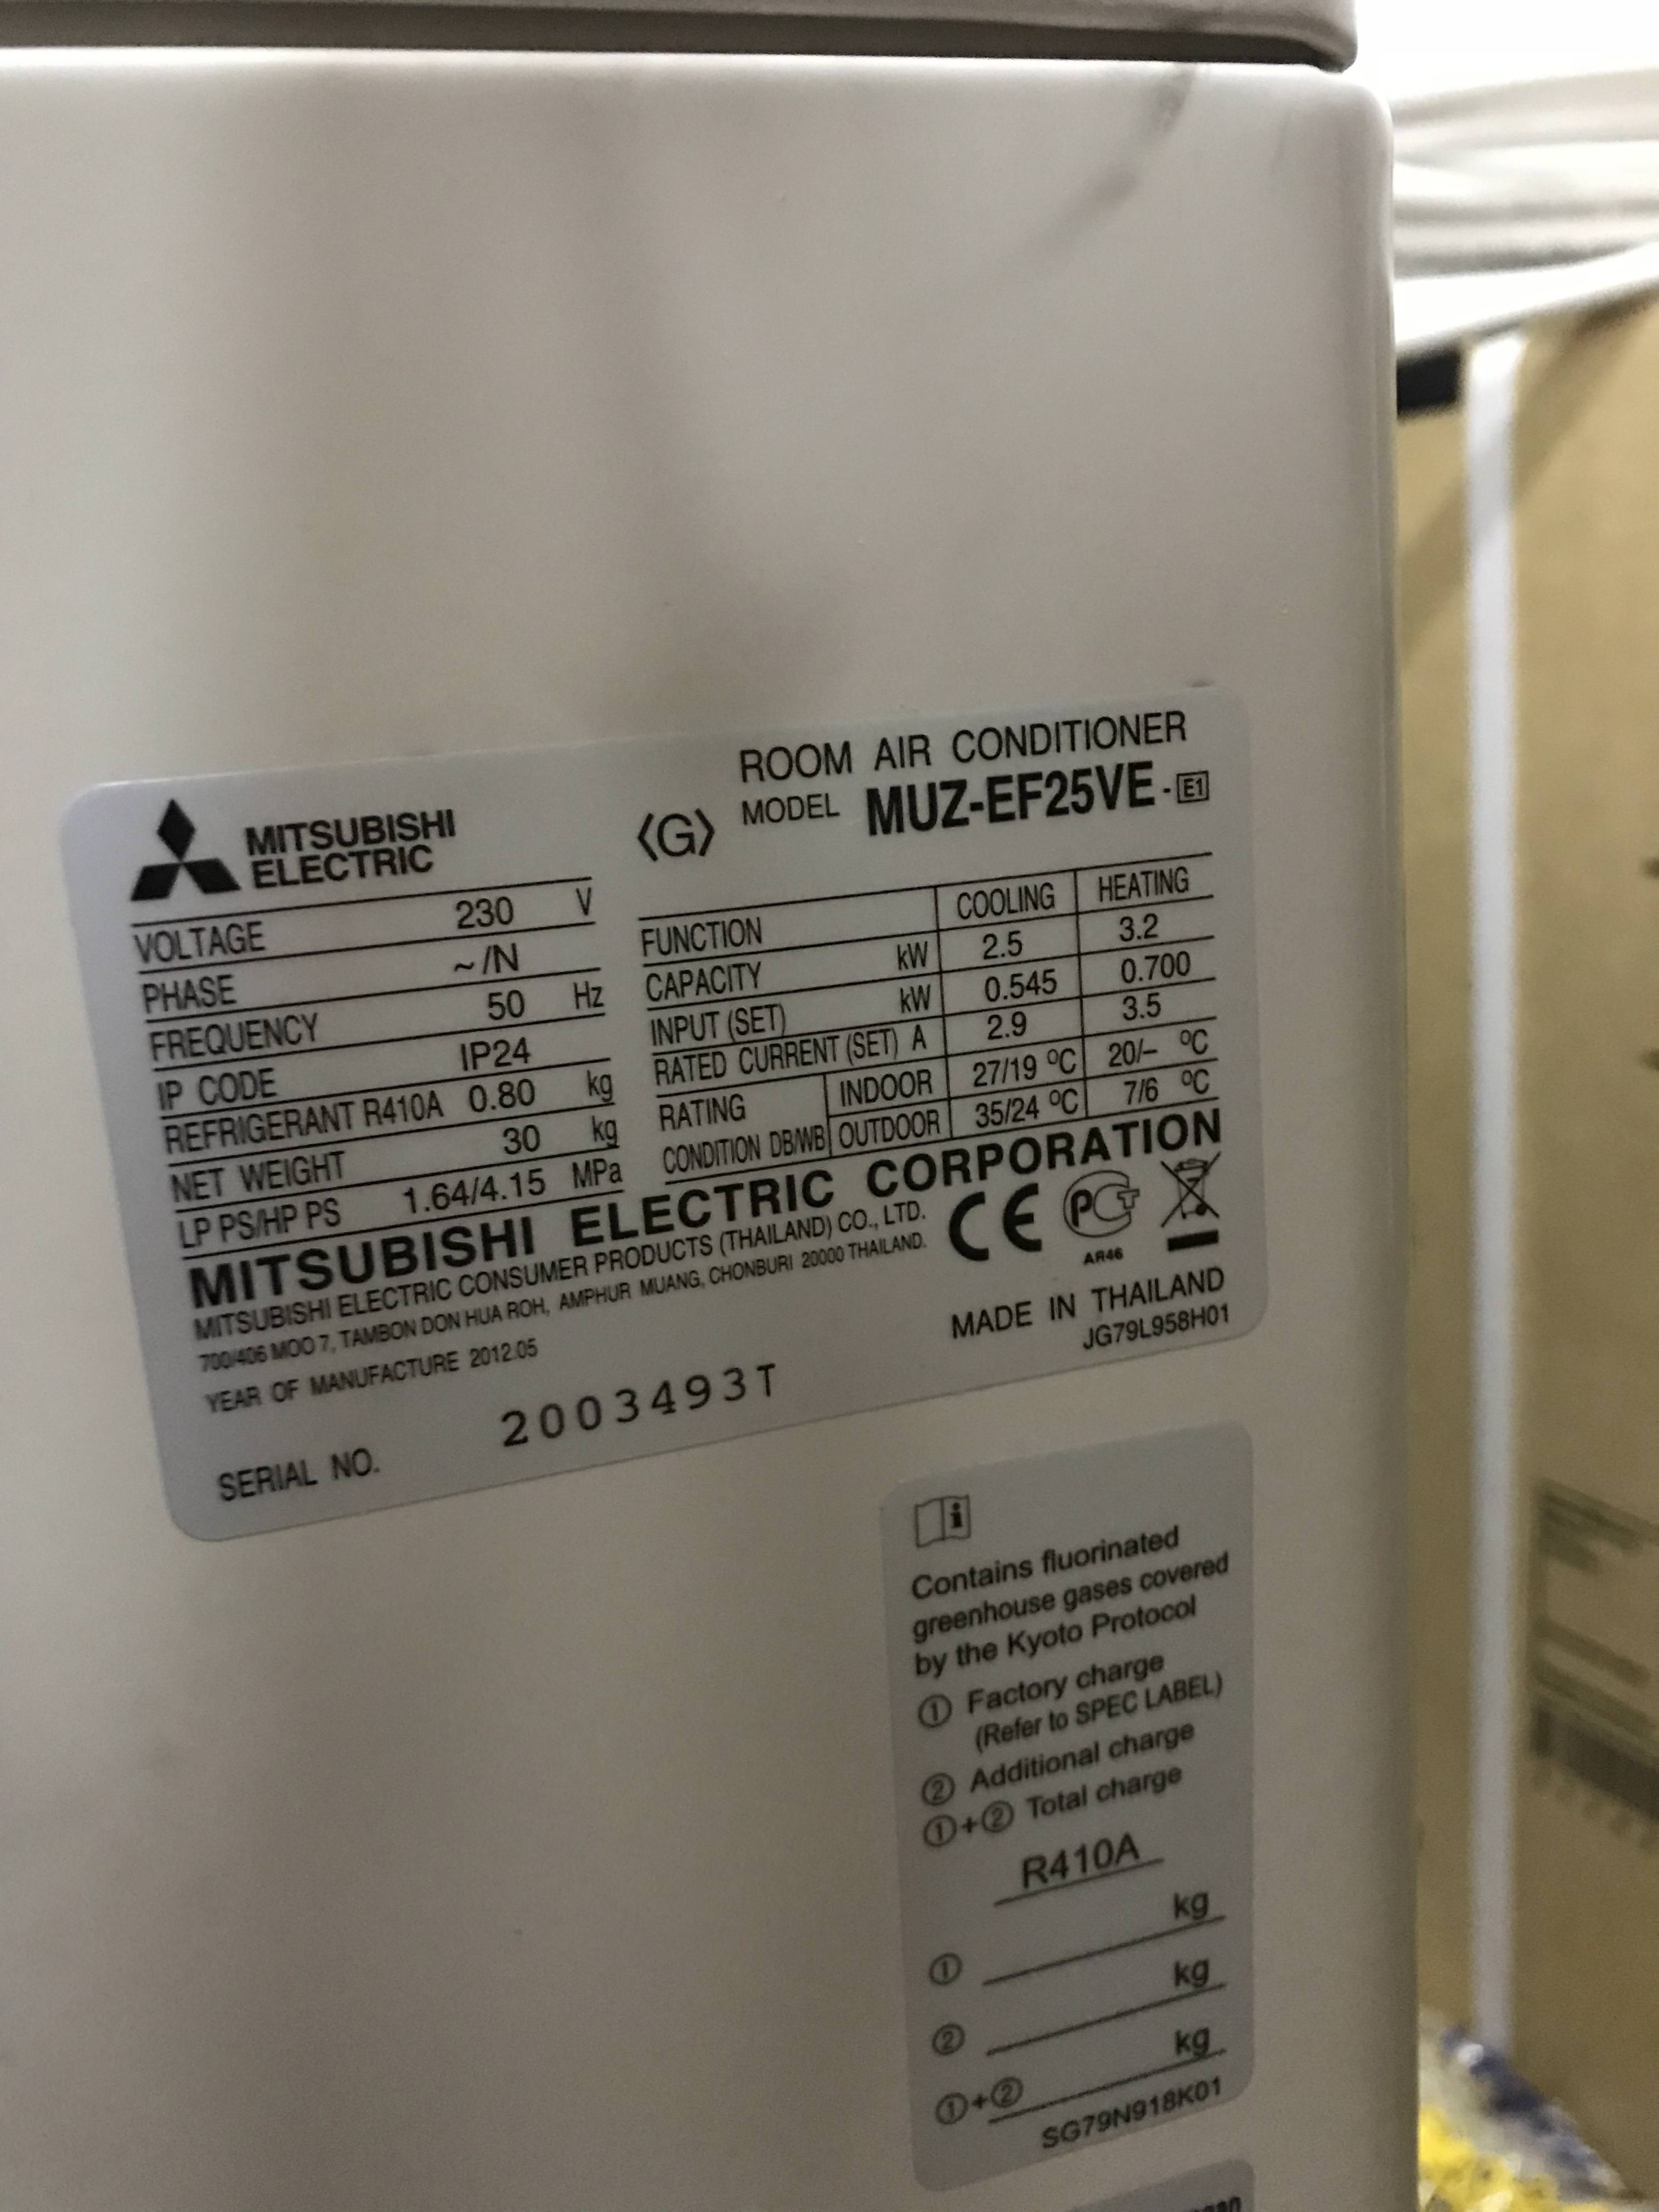 MITSUBISHI
ELECTRIC
ROOM AIR CONDITIONER
⟨G⟩ MODEL MUZ-EF25VE - E1
VOLTAGE 230 V
PHASE ~/N
FREQUENCY 50 Hz
IP CODE IP24
REFRIGERANT R410A 0.80 kg
NET WEIGHT 30 kg
LP PS/HP PS 1.64/4.15 MPa
FUNCTION COOLING HEATING
CAPACITY kW 2.5 3.2
INPUT (SET) kW 0.545 0.700
RATED CURRENT (SET) A 2.9 3.5
RATING INDOOR 27/19 ºC 20/– ºC
CONDITION DB/WB OUTDOOR 35/24 ºC 7/6 ºC
MITSUBISHI ELECTRIC CORPORATION
MITSUBISHI ELECTRIC CONSUMER PRODUCTS (THAILAND) CO., LTD.
700/406 MOO 7, TAMBON DON HUA ROH, AMPHUR MUANG, CHONBURI 20000 THAILAND.
CE PCT
AR46
YEAR OF MANUFACTURE 2012.05
MADE IN THAILAND
JG79L958H01
SERIAL NO. 2003493T
i
Contains fluorinated
greenhouse gases covered
by the Kyoto Protocol
① Factory charge
(Refer to SPEC LABEL)
② Additional charge
①+② Total charge
R410A
① kg
② kg
①+② kg
SG79N918K01